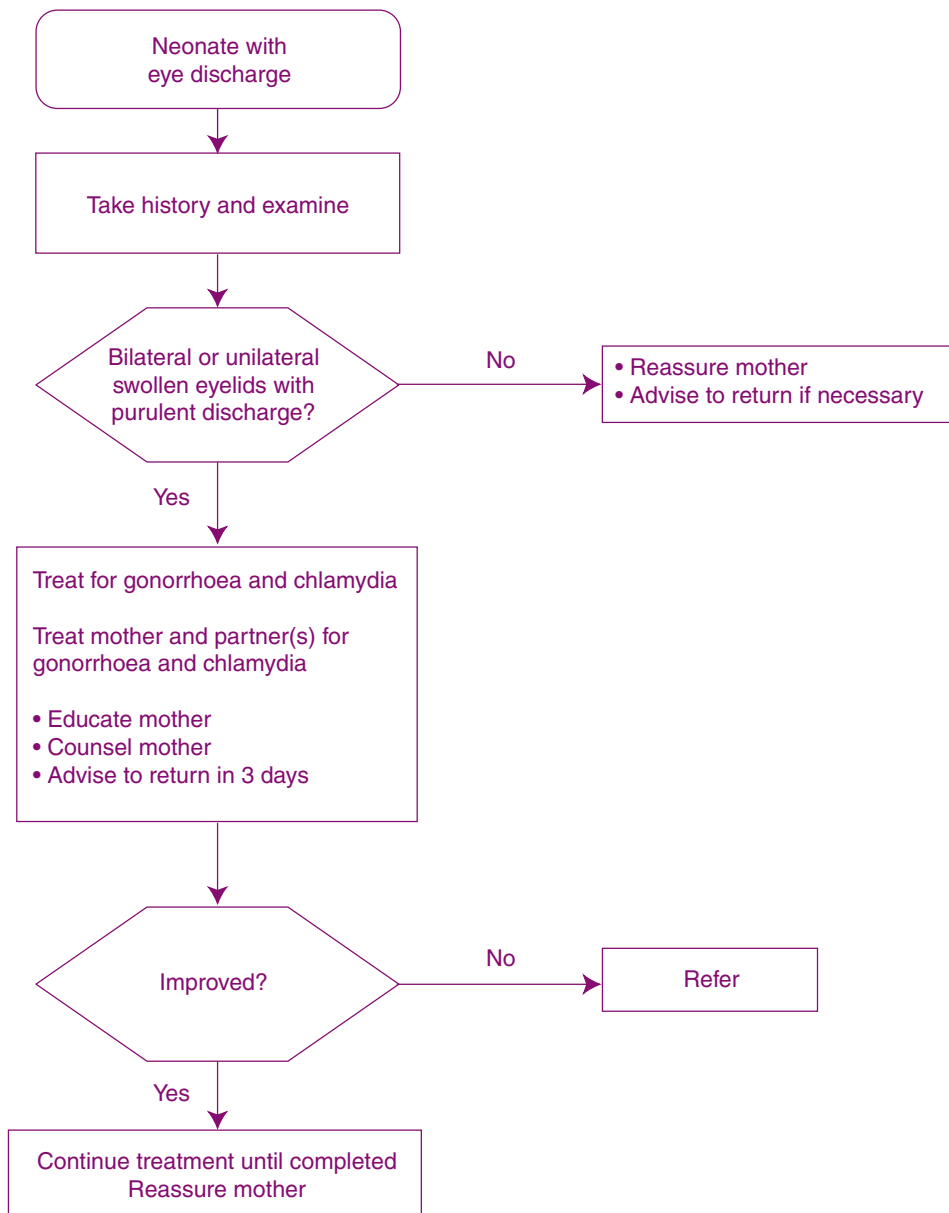 Neonate with
eye discharge
Take history and examine
Bilateral or unilateral
swollen eyelids with
purulent discharge?
No
• Reassure mother
• Advise to return if necessary
Yes
Treat for gonorrhoea and chlamydia
Treat mother and partner(s) for
gonorrhoea and chlamydia
• Educate mother
• Counsel mother
• Advise to return in 3 days
Improved?
No
Refer
Yes
Continue treatment until completed
Reassure mother